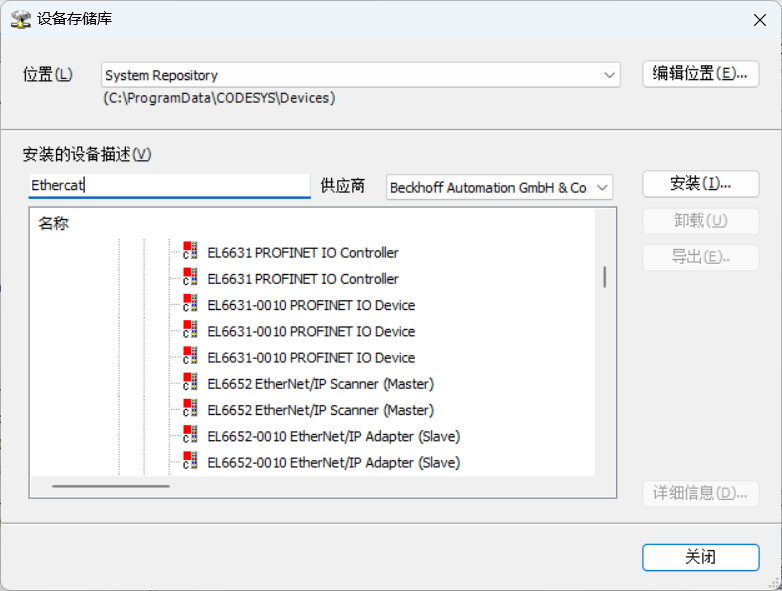 设备存储库
位置(L)
System Repository
编辑位置(E)...
(C:\ProgramData\CODESYS\Devices)
安装的设备描述(V)
Ethercat
供应商
Beckhoff Automation GmbH & Co
安装(I)...
名称
卸载(U)
导出(E)..
EL6631 PROFINET IO Controller
EL6631 PROFINET IO Controller
EL6631-0010 PROFINET IO Device
EL6631-0010 PROFINET IO Device
EL6631-0010 PROFINET IO Device
EL6652 EtherNet/IP Scanner (Master)
EL6652 EtherNet/IP Scanner (Master)
EL6652-0010 EtherNet/IP Adapter (Slave)
EL6652-0010 EtherNet/IP Adapter (Slave)
详细信息(D)...
关闭